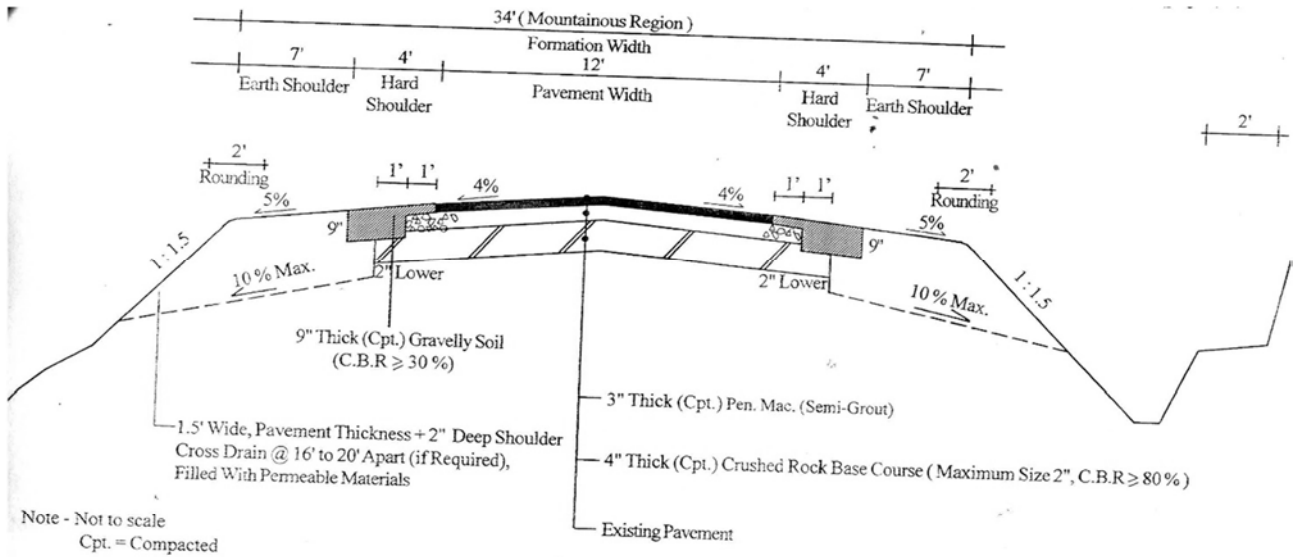 34' ( Mountainous Region )
Formation Width
7'
4'
12'
4'
7'
Earth Shoulder
Hard
Shoulder
Pavement Width
Hard
Shoulder
Earth Shoulder
2'
2'
Rounding
1'
1'
4%
4%
1'
1'
2'
Rounding
5%
5%
9"
9"
1 : 1.5
1 : 1.5
10% Max.
2" Lower
2" Lower
10% Max.
9" Thick (Cpt.) Gravelly Soil
(C.B.R ⩾ 30 %)
3" Thick (Cpt.) Pen. Mac. (Semi-Grout)
1.5' Wide, Pavement Thickness + 2" Deep Shoulder
Cross Drain @ 16' to 20' Apart (if Required),
Filled With Permeable Materials
4" Thick (Cpt.) Crushed Rock Base Course ( Maximum Size 2", C.B.R ⩾ 80% )
Existing Pavement
Note - Not to scale
Cpt. = Compacted